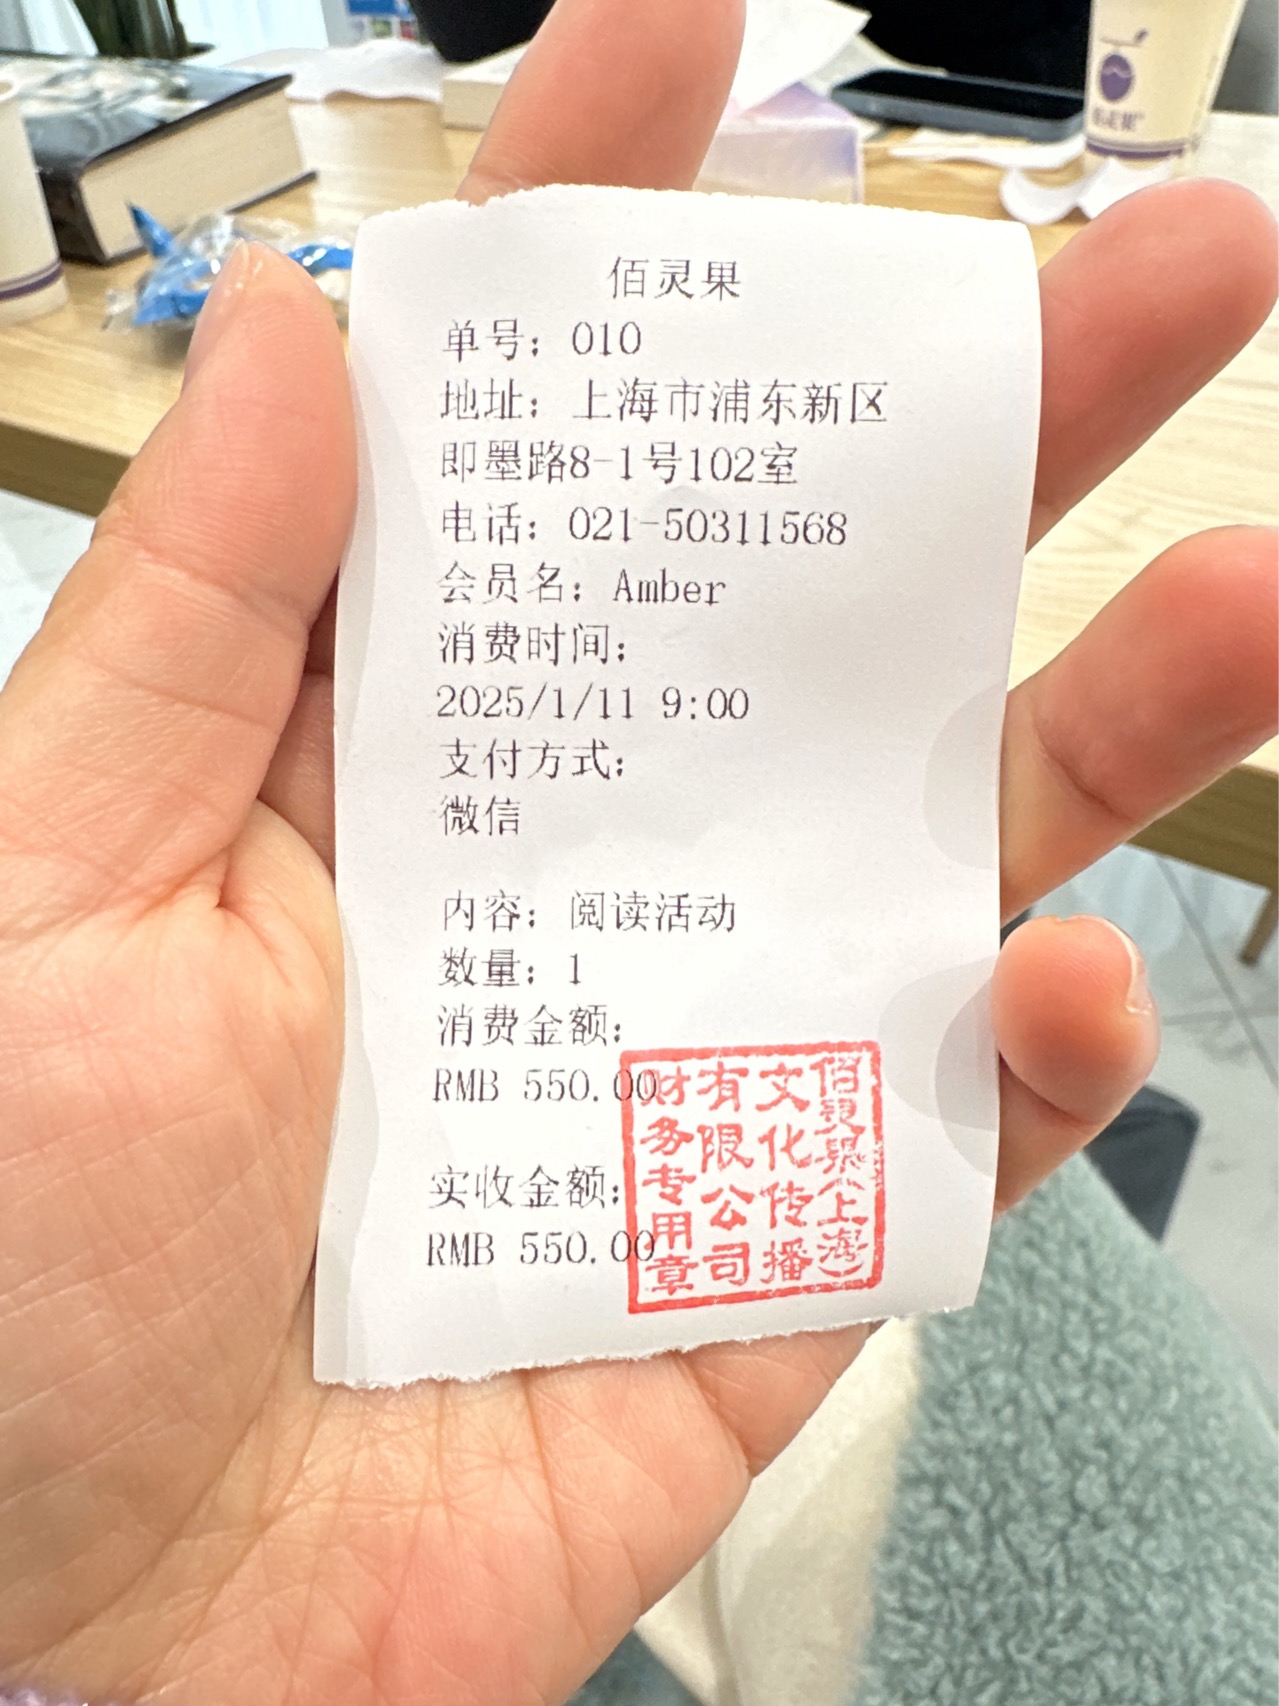 佰灵果
单号：010
地址：上海市浦东新区
即墨路8-1号102室
电话：021-50311568
会员名：Amber
消费时间：
2025/1/11 9:00
支付方式：
微信
内容：阅读活动
数量：1
消费金额：
RMB 550.00
实收金额：
RMB 550.00
佰灵果(上海)
文化传播
有限公司
财务专用章